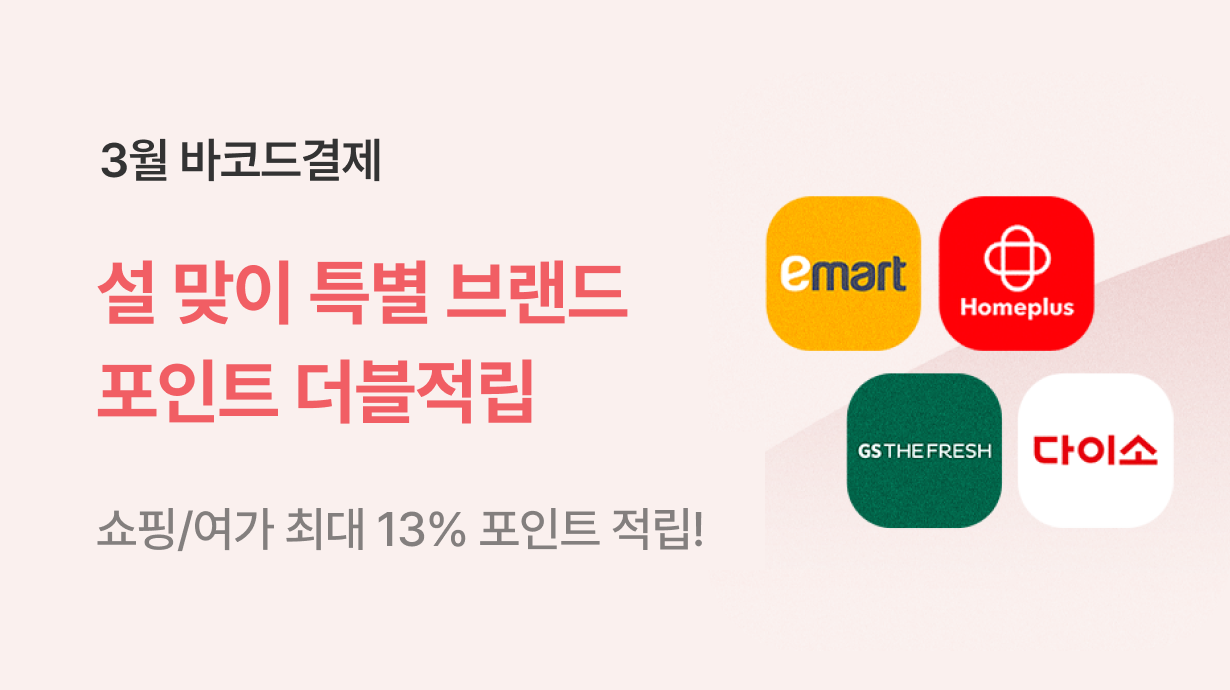 3월 바코드결제
설 맞이 특별 브랜드
포인트 더블적립
쇼핑/여가 최대 13% 포인트 적립!
emart
Homeplus
GS THE FRESH
다이소